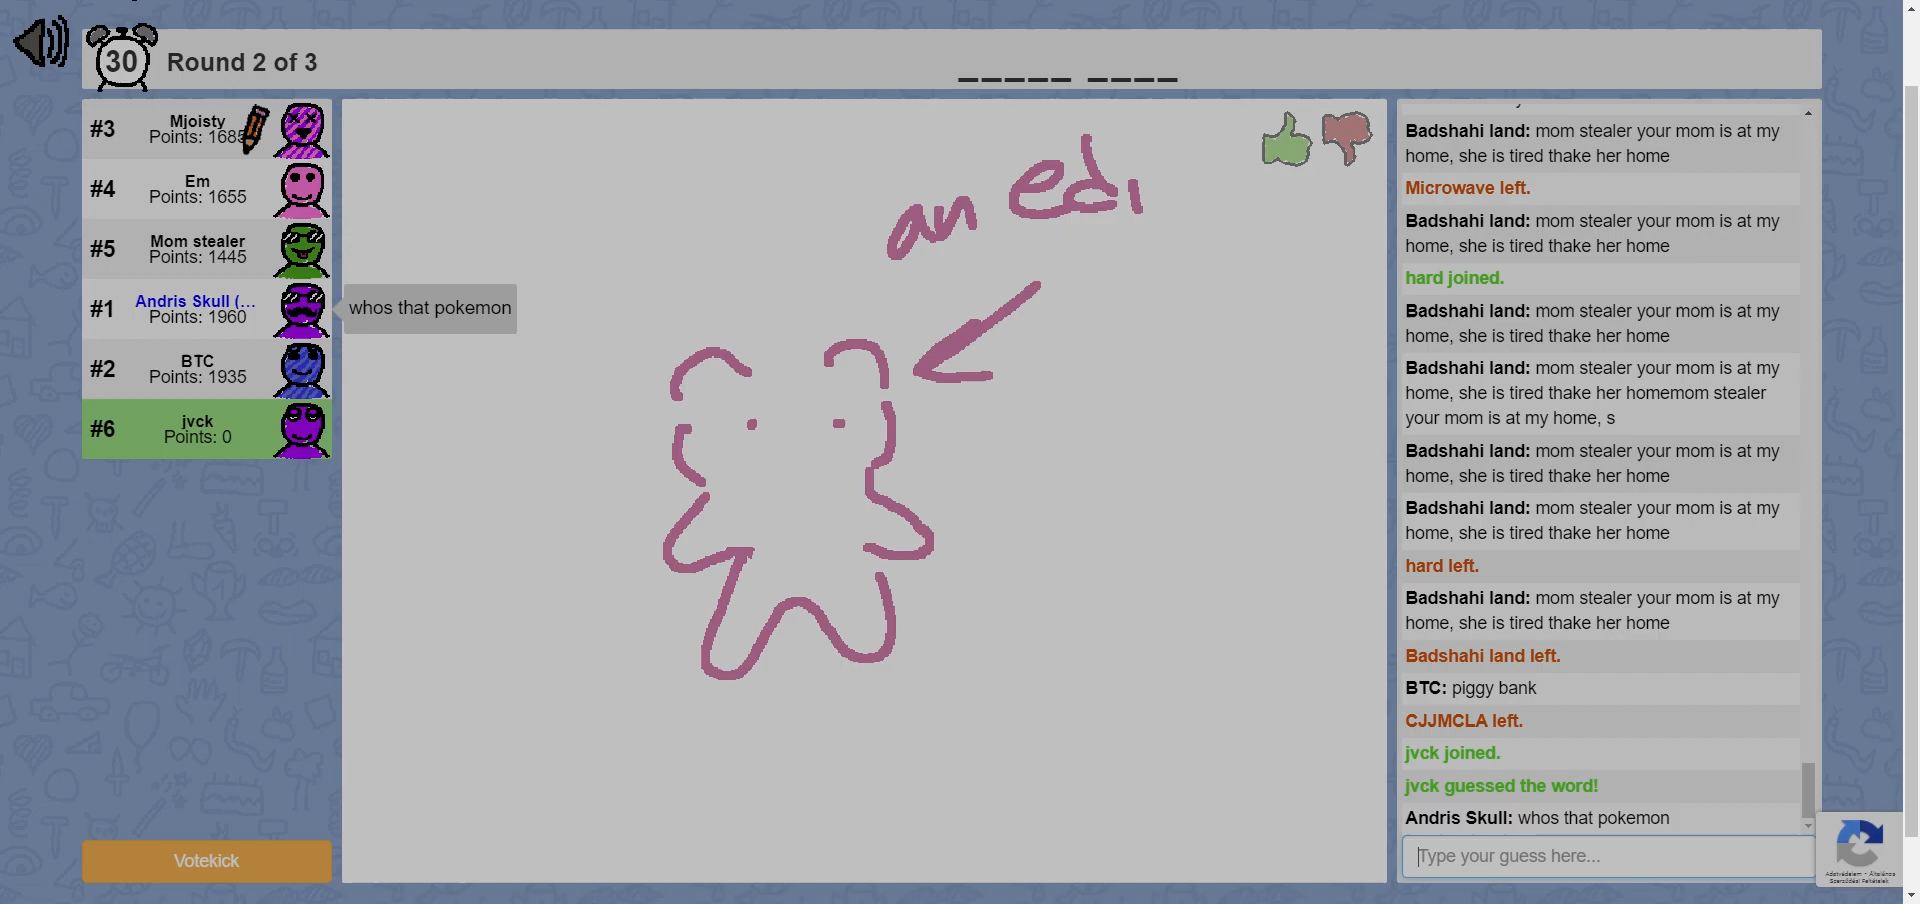 30
Round 2 of 3
_____ ____
#3
Mjoisty
Points: 1685
#4
Em
Points: 1655
#5
Mom stealer
Points: 1445
#1
Andris Skull (...
Points: 1960
#2
BTC
Points: 1935
#6
jvck
Points: 0
Votekick
whos that pokemon
an edi
Badshahi land: mom stealer your mom is at my
home, she is tired thake her home
Microwave left.
Badshahi land: mom stealer your mom is at my
home, she is tired thake her home
hard joined.
Badshahi land: mom stealer your mom is at my
home, she is tired thake her home
Badshahi land: mom stealer your mom is at my
home, she is tired thake her homemom stealer
your mom is at my home, s
Badshahi land: mom stealer your mom is at my
home, she is tired thake her home
Badshahi land: mom stealer your mom is at my
home, she is tired thake her home
hard left.
Badshahi land: mom stealer your mom is at my
home, she is tired thake her home
Badshahi land left.
BTC: piggy bank
CJJMCLA left.
jvck joined.
jvck guessed the word!
Andris Skull: whos that pokemon
Type your guess here...
Adatvédelem - Általános
Szerződési Feltételek